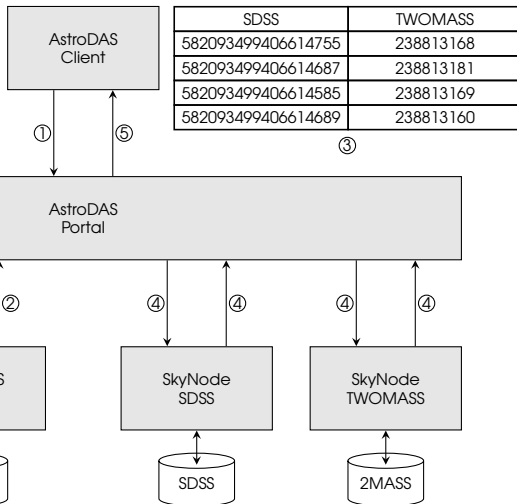 AstroDAS
Client
SDSS TWOMASS
582093499406614755 238813168
582093499406614687 238813181
582093499406614585 238813169
582093499406614689 238813160
① ⑤
③
AstroDAS
Portal
② ④ ④ ④ ④
S
SkyNode
SDSS
SkyNode
TWOMASS
SDSS
2MASS